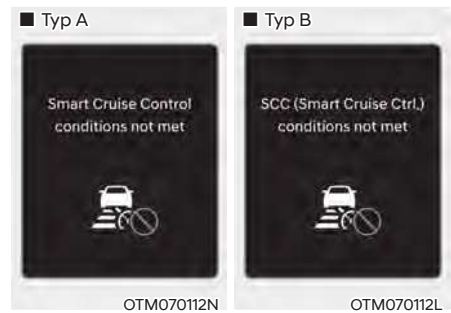 ■ Typ A
Smart Cruise Control
conditions not met
OTM070112N
■ Typ B
SCC (Smart Cruise Ctrl.)
conditions not met
OTM070112L